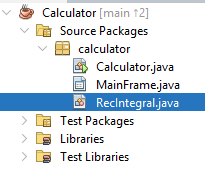 Calculator [main ↑2]
Source Packages
calculator
Calculator.java
MainFrame.java
RecIntegral.java
Test Packages
Libraries
Test Libraries